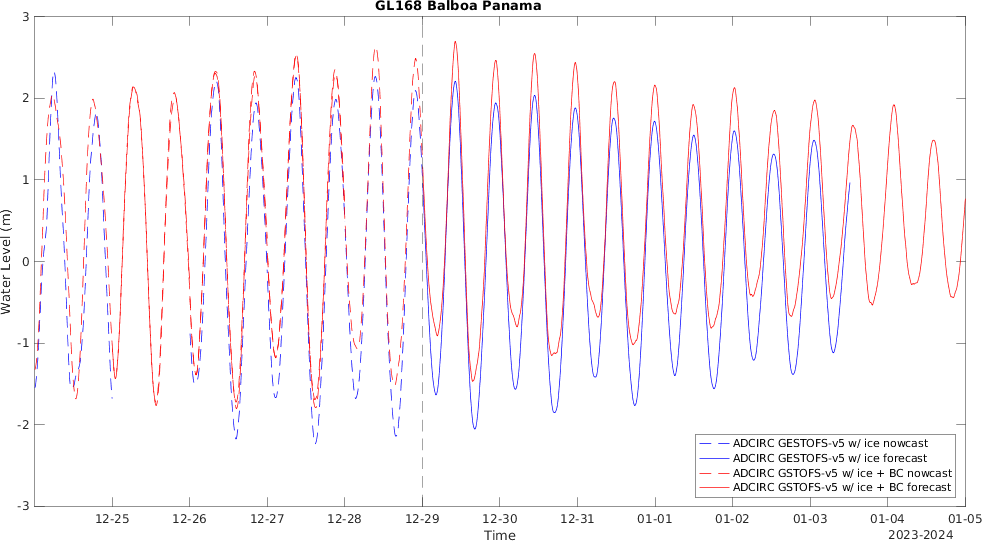 GL168 Balboa Panama
3
2
1
0
-1
-2
-3
Water Level (m)
12-25
12-26
12-27
12-28
12-29
12-30
12-31
01-01
01-02
01-03
01-04
01-05
Time
2023-2024
ADCIRC GESTOFS-v5 w/ ice nowcast
ADCIRC GESTOFS-v5 w/ ice forecast
ADCIRC GSTOFS-v5 w/ ice + BC nowcast
ADCIRC GSTOFS-v5 w/ ice + BC forecast